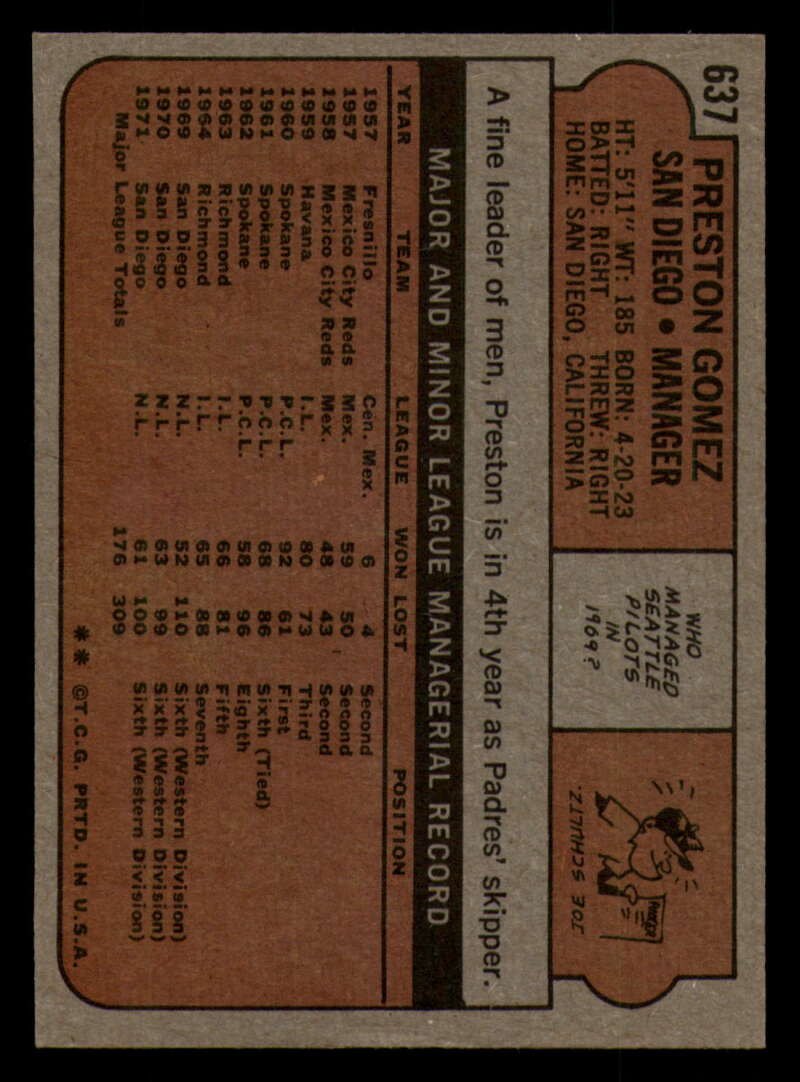 637
PRESTON GOMEZ
SAN DIEGO • MANAGER
HT: 5'11" WT: 185 BORN: 4-20-23
BATTED: RIGHT THREW: RIGHT
HOME: SAN DIEGO, CALIFORNIA
WHO
MANAGED
SEATTLE
PILOTS
IN
1969?
JOE SCHULTZ.
A fine leader of men, Preston is in 4th year as Padres' skipper.
MAJOR AND MINOR LEAGUE MANAGERIAL RECORD
YEAR TEAM LEAGUE WON LOST POSITION
1957 Fresnillo Cen. Mex. 6 4 Second
1957 Mexico City Reds Mex. 59 50 Second
1958 Mexico City Reds Mex. 48 43 Second
1959 Havana I.L. 80 73 Third
1960 Spokane P.C.L. 92 61 First
1961 Spokane P.C.L. 68 86 Sixth (Tied)
1962 Spokane P.C.L. 58 96 Eighth
1963 Richmond I.L. 66 81 Fifth
1964 Richmond I.L. 65 88 Seventh
1969 San Diego N.L. 52 110 Sixth (Western Division)
1970 San Diego N.L. 63 99 Sixth (Western Division)
1971 San Diego N.L. 61 100 Sixth (Western Division)
Major League Totals 176 309
** ©T.C.G. PRTD. IN U.S.A.